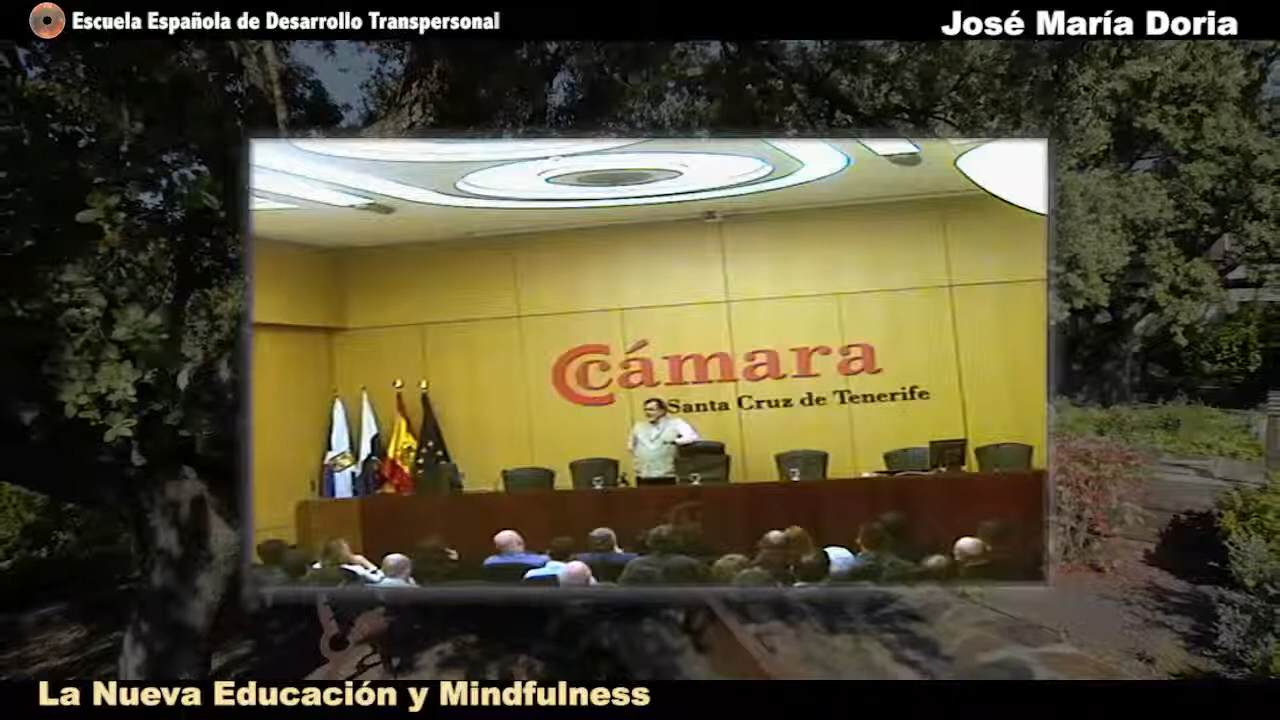 Escuela Española de Desarrollo Transpersonal
José María Doria
Cámara
Santa Cruz de Tenerife
La Nueva Educación y Mindfulness